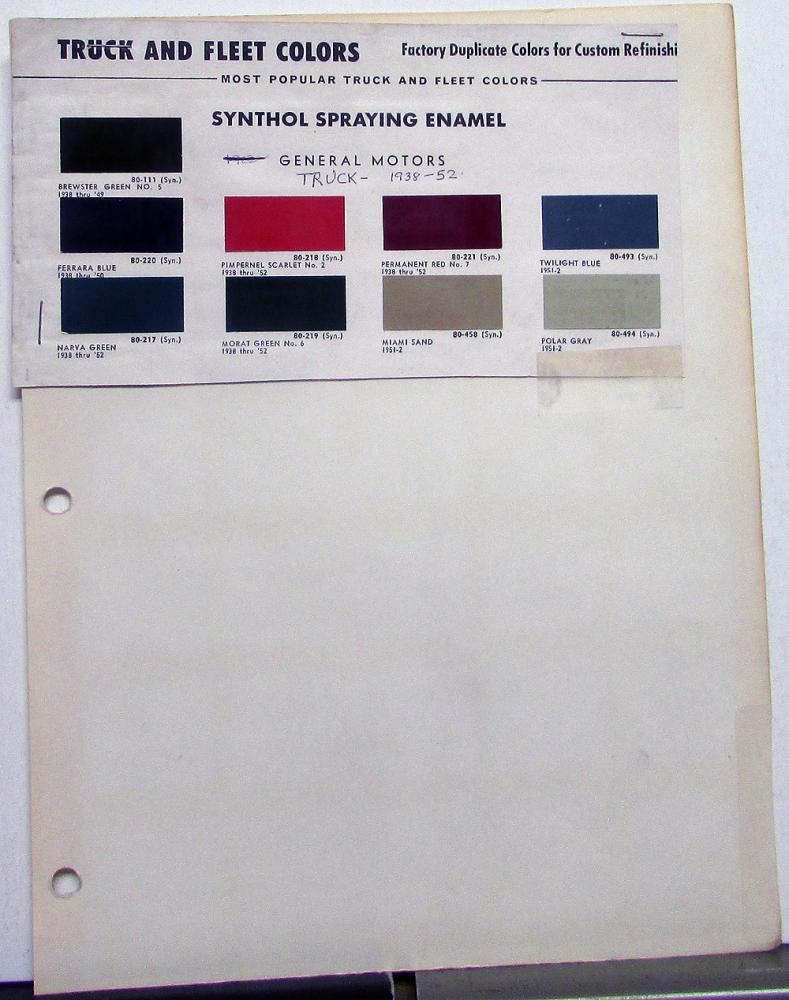 TRUCK AND FLEET COLORS
Factory Duplicate Colors for Custom Refinishi
MOST POPULAR TRUCK AND FLEET COLORS
SYNTHOL SPRAYING ENAMEL
GENERAL MOTORS
TRUCK- 1938-52.
80-111 (Syn.)
BREWSTER GREEN NO. 5
1938 thru '49
80-220 (Syn.)
FERRARA BLUE
1938 thru '50
80-218 (Syn.)
PIMPERNEL SCARLET No. 2
1938 thru '52
80-221 (Syn.)
PERMANENT RED No. 7
1938 thru '52
80-493 (Syn.)
TWILIGHT BLUE
1951-2
80-217 (Syn.)
NARVA GREEN
1938 thru '52
80-219 (Syn.)
MORAT GREEN No. 6
1938 thru '52
80-458 (Syn.)
MIAMI SAND
1951-2
80-494 (Syn.)
POLAR GRAY
1951-2